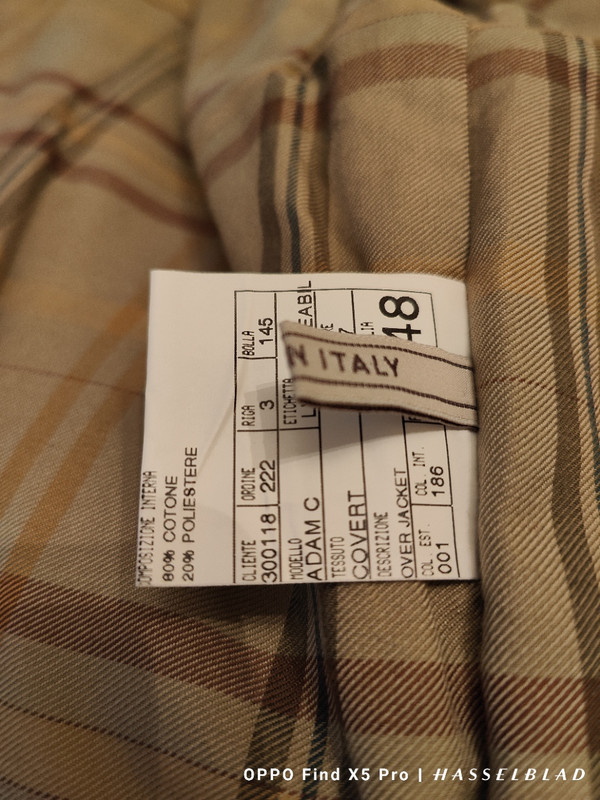 COMPOSIZIONE INTERNA
80% COTONE
20% POLIESTERE
CLIENTE ORDINE RIGA BOLLA
300118 222 3 145
MODELLO ETICHETTA
ADAM C
TESSUTO
COVERT
DESCRIZIONE
OVER JACKET 48
COL. EST. COL. INT.
001 186
N ITALY
OPPO Find X5 Pro | HASSELBLAD